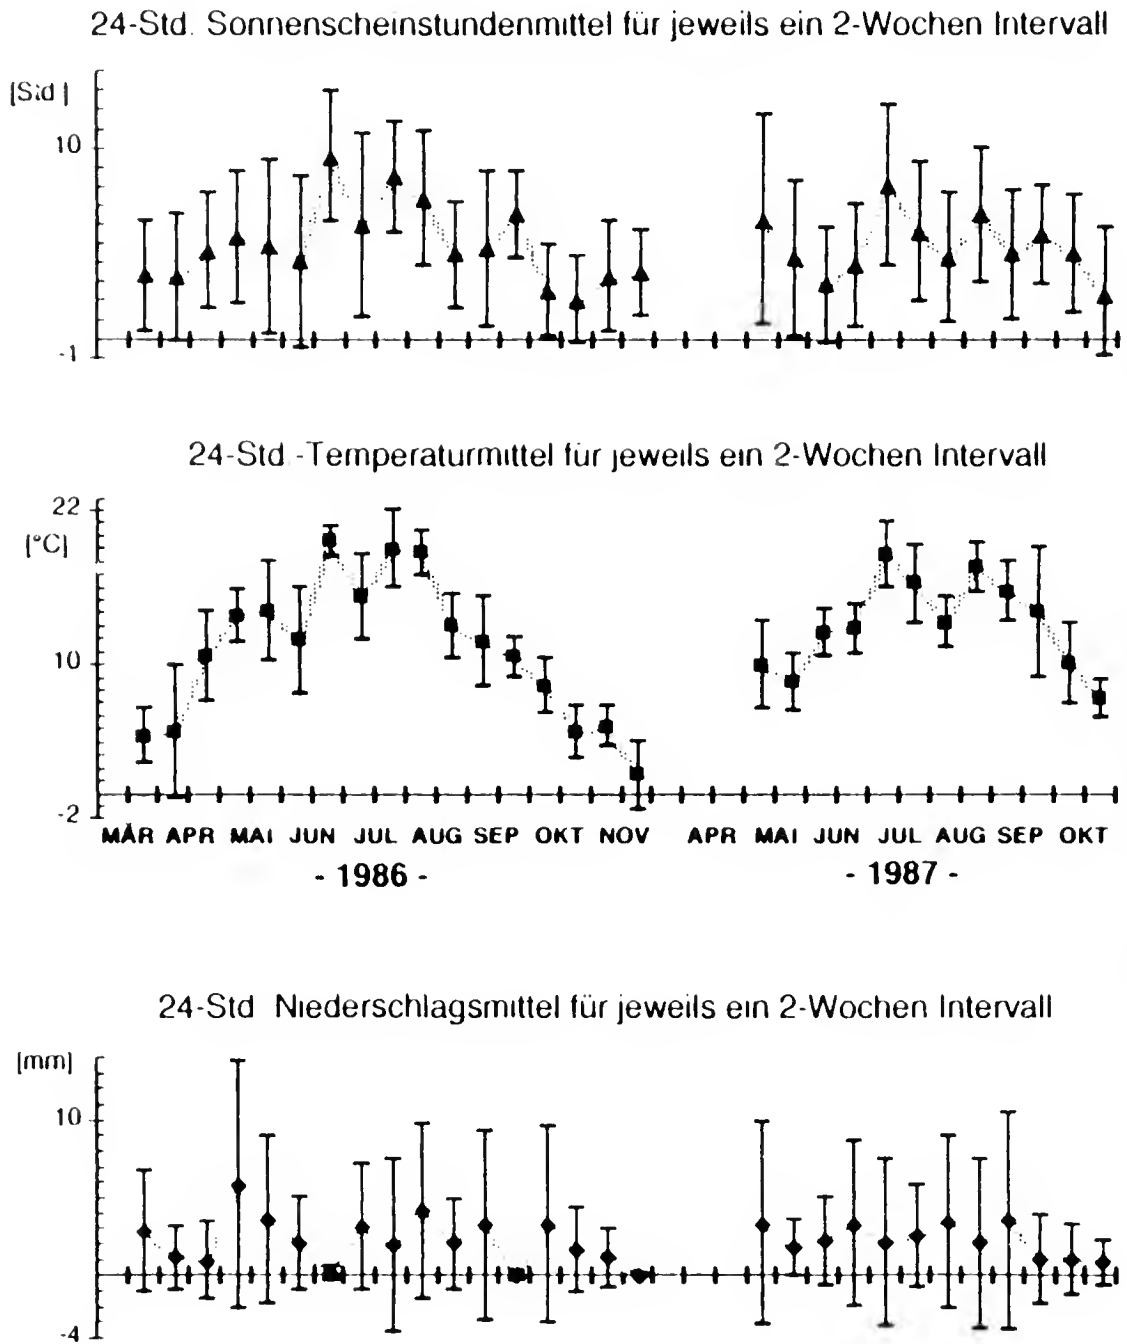 24-Std. Sonnenscheinstundenmittel für jeweils ein 2-Wochen Intervall
[Std]
10
-1
24-Std.-Temperaturmittel für jeweils ein 2-Wochen Intervall
22
[°C]
10
-2
MÄR APR MAI JUN JUL AUG SEP OKT NOV APR MAI JUN JUL AUG SEP OKT
- 1986 - - 1987 -
24-Std Niederschlagsmittel für jeweils ein 2-Wochen Intervall
[mm]
10
-4